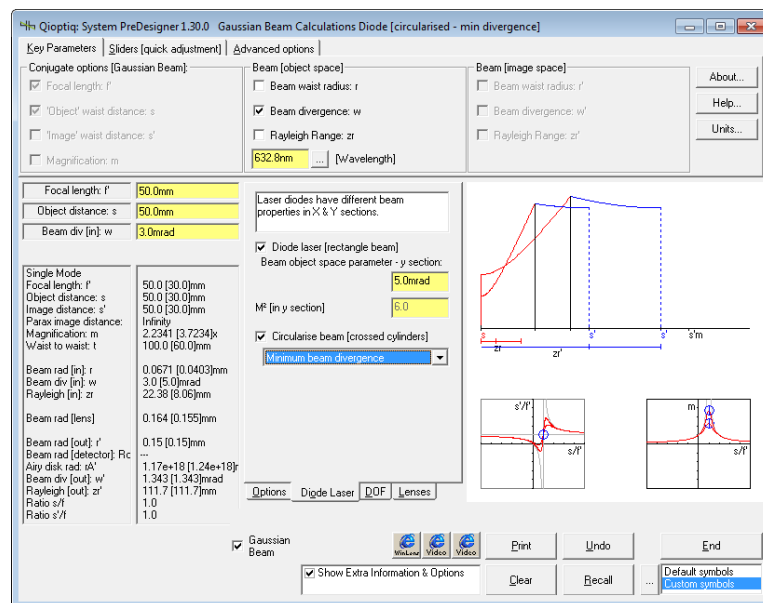 Qioptiq: System PreDesigner 1.30.0 Gaussian Beam Calculations Diode [circularised - min divergence]
Key Parameters Sliders [quick adjustment] Advanced options
Conjugate options [Gaussian Beam]: Beam [object space] Beam [image space]
Focal length: f' Beam waist radius: r Beam waist radius: r' About...
'Object' waist distance: s Beam divergence: w Beam divergence: w' Help...
'Image' waist distance: s' Rayleigh Range: zr Rayleigh Range: zr' Units...
Magnification: m 632.8nm ... [Wavelength]
Focal length: f' 50.0mm
Object distance: s 50.0mm
Beam div [in]: w 3.0mrad
Laser diodes have different beam
properties in X & Y sections.
Diode laser [rectangle beam]
Beam object space parameter - y section:
5.0mrad
M² [in y section] 6.0
Circularise beam [crossed cylinders]
Minimum beam divergence
Single Mode
Focal length: f' 50.0 [30.0]mm
Object distance: s 50.0 [30.0]mm
Image distance: s' 50.0 [30.0]mm
Parax image distance: Infinity
Magnification: m 2.2341 [3.7234]x
Waist to waist: t 100.0 [60.0]mm
Beam rad [in]: r 0.0671 [0.0403]mm
Beam div [in]: w 3.0 [5.0]mrad
Rayleigh [in]: zr 22.38 [8.06]mm
Beam rad [lens] 0.164 [0.155]mm
Beam rad [out]: r' 0.15 [0.15]mm
Beam rad [detector]: Rc ---
Airy disk rad: rA' 1.17e+18 [1.24e+18]r
Beam div [out]: w' 1.343 [1.343]mrad
Rayleigh [out]: zr' 111.7 [111.7]mm
Ratio s/f 1.0
Ratio s'/f 1.0
Options Diode Laser DOF Lenses
s s' s' s'm
zr zr'
s'/f' s/f'
m s/f'
Gaussian
Beam
WinLens Video Video
Print Undo End
Show Extra Information & Options
Clear Recall ...
Default symbols
Custom symbols